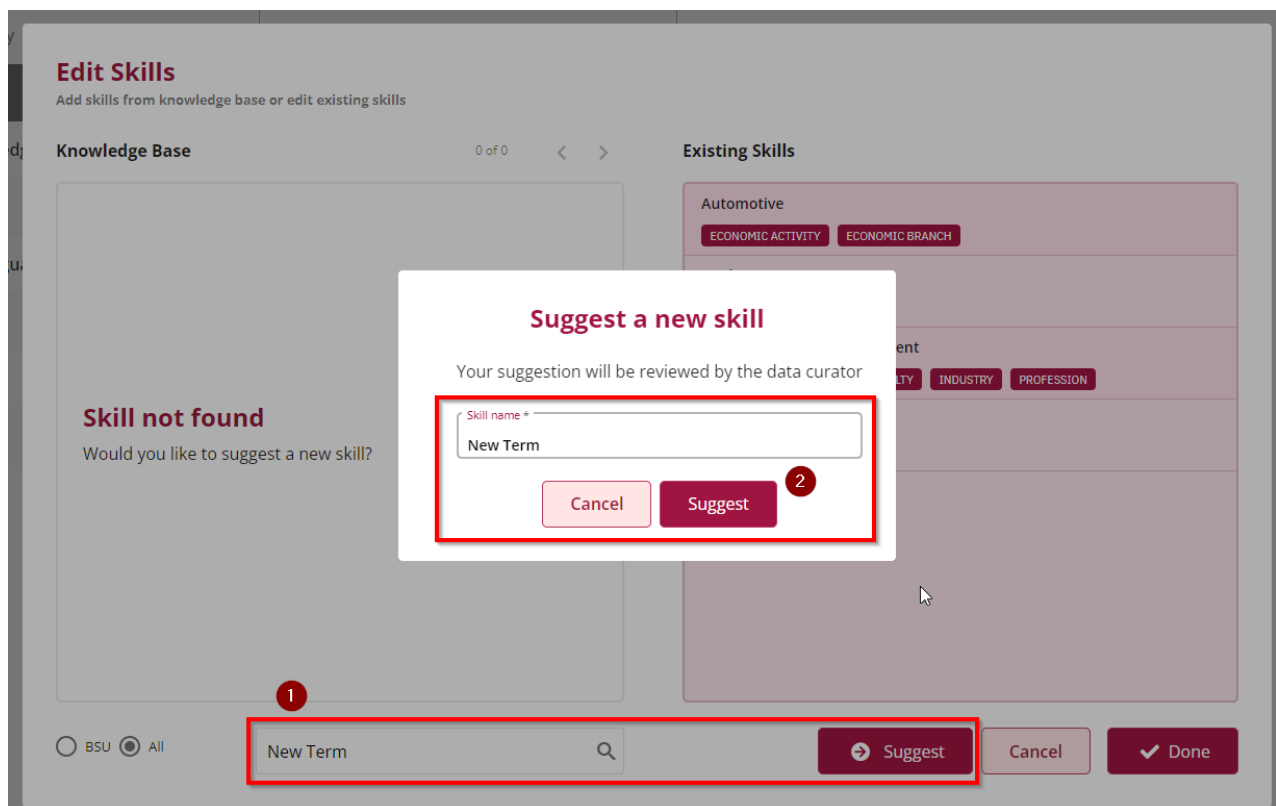 Edit Skills
Add skills from knowledge base or edit existing skills
Knowledge Base
0 of 0
Existing Skills
Automotive
ECONOMIC ACTIVITY ECONOMIC BRANCH
INDUSTRY PROFESSION
Skill not found
Would you like to suggest a new skill?
Suggest a new skill
Your suggestion will be reviewed by the data curator
Skill name *
New Term
Cancel Suggest
2
1
BSU All
New Term
Suggest Cancel Done